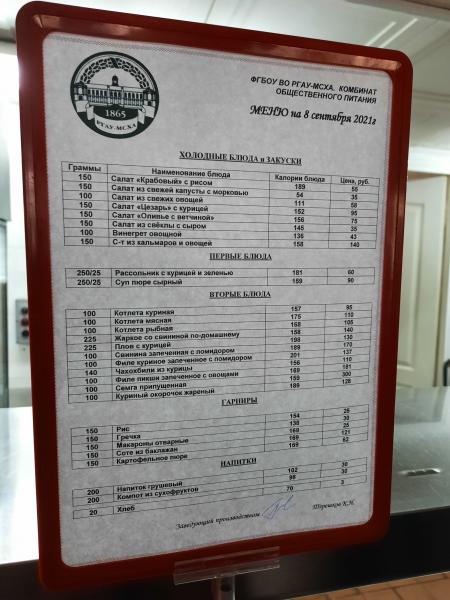 ФГБОУ ВО РГАУ-МСХА. КОМБИНАТ
ОБЩЕСТВЕННОГО ПИТАНИЯ
1865
РГАУ-МСХА
МЕНЮ на 8 сентября 2021г
ХОЛОДНЫЕ БЛЮДА и ЗАКУСКИ
Граммы Наименование блюда Калории блюда Цена, руб.
150 Салат «Крабовый» с рисом 189 56
150 Салат из свежей капусты с морковью 54 35
100 Салат из свежих овощей 111 58
150 Салат «Цезарь» с курицей 152 95
150 Салат «Оливье с ветчиной» 156 75
150 Салат из свёклы с сыром 145 35
100 Винегрет овощной 136 43
150 С-т из кальмаров и овощей 158 140
ПЕРВЫЕ БЛЮДА
250/25 Рассольник с курицей и зеленью 181 60
250/25 Суп пюре сырный 159 90
ВТОРЫЕ БЛЮДА
100 Котлета куриная 157 95
100 Котлета мясная 175 110
100 Котлета рыбная 168 105
225 Жаркое со свининой по-домашнему 158 140
225 Плов с курицей 198 130
100 Свинина запеченная с помидором 189 170
100 Филе куриное запеченное с помидором 201 137
140 Чахохбили из курицы 156 110
100 Филе пикши запеченное с овощами 169 181
100 Семга припущенная 159 300
100 Куриный окорочок жареный 189 128
ГАРНИРЫ
150 Рис 154 25
150 Гречка 138 30
150 Макароны отварные 168 25
150 Соте из баклажан 169 121
150 Картофельное пюре 169 62
НАПИТКИ
200 Напиток грушевый 102 30
200 Компот из сухофруктов 98 30
20 Хлеб 70 3
Заведующий производством Терешков К.Н.